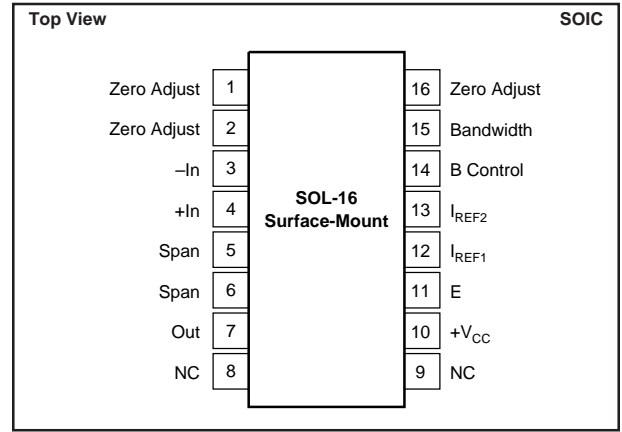 Top View SOIC
Zero Adjust 1 16 Zero Adjust
Zero Adjust 2 15 Bandwidth
–In 3 14 B Control
+In 4 13 IREF2
SOL-16
Surface-Mount
Span 5 12 IREF1
Span 6 11 E
Out 7 10 +VCC
NC 8 9 NC